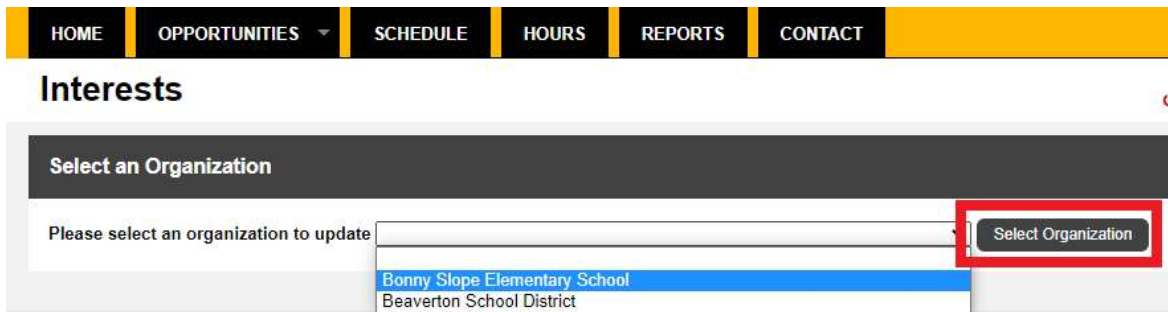 HOME OPPORTUNITIES SCHEDULE HOURS REPORTS CONTACT
Interests
Select an Organization
Please select an organization to update Select Organization
Bonny Slope Elementary School
Beaverton School District